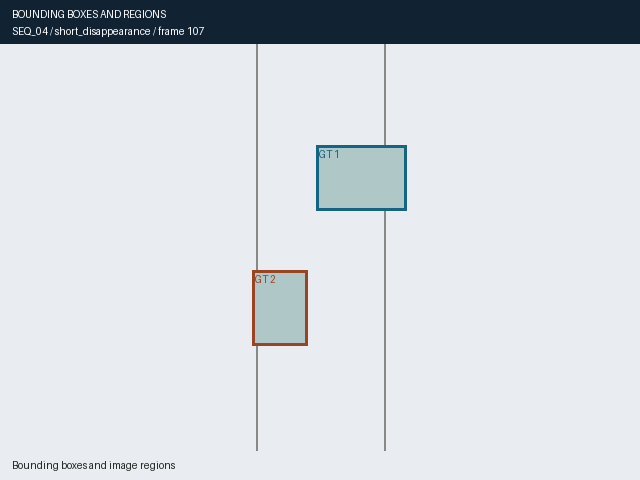 BOUNDING BOXES AND REGIONS
SEQ_04 / short_disappearance / frame 107
GT1
GT2
Bounding boxes and image regions